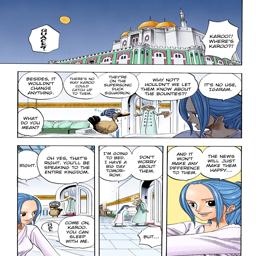 KAROO!!
WHERE'S
KAROO?!
IT'S NO USE,
IGARAM.
WHY NOT?
HADN'T WE LET
THEM KNOW ABOUT
THE BOUNTIES?!
THEY'RE
ON THE
SUPERSONIC
DUCK
SQUADRON.
THERE'S NO
WAY KAROO
COULD
CATCH UP
TO THEM.
BESIDES, IT
WOULDN'T
CHANGE
ANYTHING.
WHAT DO
YOU MEAN?
THE NEWS
WILL JUST
MAKE THEM
HAPPY.
AND IT
WON'T
MAKE ANY
DIFFERENCE
TO THEM.
DON'T
WORRY
ABOUT
THEM.
BUT...
I'M
GOING TO
BED. I
HAVE A
BIG DAY
TOMOR-
ROW.
OH YES, THAT'S
RIGHT. YOU'LL BE
SPEAKING TO THE
ENTIRE KINGDOM.
COME ON,
KAROO. YOU
CAN SLEEP
WITH ME.
RIGHT.